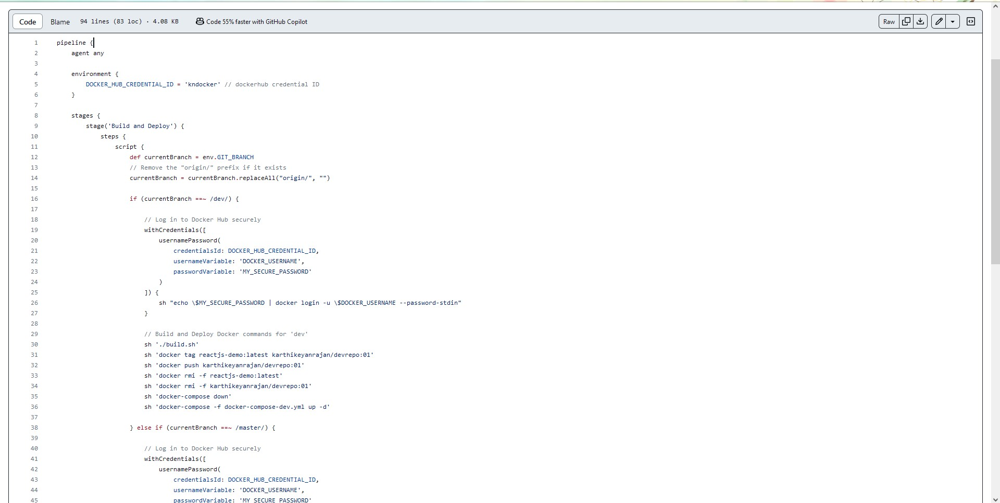 Code Blame 94 lines (83 loc) · 4.08 KB Code 55% faster with GitHub Copilot Raw
1 pipeline {
2 agent any
3
4 environment {
5 DOCKER_HUB_CREDENTIAL_ID = 'kndocker' // dockerhub credential ID
6 }
7
8 stages {
9 stage('Build and Deploy') {
10 steps {
11 script {
12 def currentBranch = env.GIT_BRANCH
13 // Remove the "origin/" prefix if it exists
14 currentBranch = currentBranch.replaceAll("origin/", "")
15
16 if (currentBranch ==~ /dev/) {
17
18 // Log in to Docker Hub securely
19 withCredentials([
20 usernamePassword(
21 credentialsId: DOCKER_HUB_CREDENTIAL_ID,
22 usernameVariable: 'DOCKER_USERNAME',
23 passwordVariable: 'MY_SECURE_PASSWORD'
24 )
25 ]) {
26 sh "echo \$MY_SECURE_PASSWORD | docker login -u \$DOCKER_USERNAME --password-stdin"
27 }
28
29 // Build and Deploy Docker commands for 'dev'
30 sh './build.sh'
31 sh 'docker tag reactjs-demo:latest karthikeyanrajan/devrepo:01'
32 sh 'docker push karthikeyanrajan/devrepo:01'
33 sh 'docker rmi -f reactjs-demo:latest'
34 sh 'docker rmi -f karthikeyanrajan/devrepo:01'
35 sh 'docker-compose down'
36 sh 'docker-compose -f docker-compose-dev.yml up -d'
37
38 } else if (currentBranch ==~ /master/) {
39
40 // Log in to Docker Hub securely
41 withCredentials([
42 usernamePassword(
43 credentialsId: DOCKER_HUB_CREDENTIAL_ID,
44 usernameVariable: 'DOCKER_USERNAME',
45 passwordVariable: 'MY_SECURE_PASSWORD'